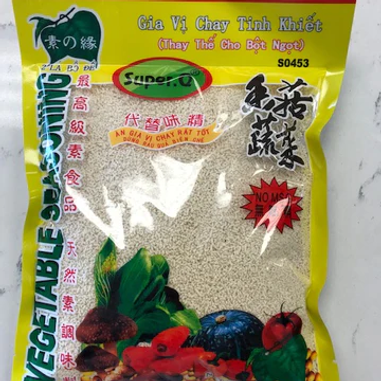 素の緣
Gia Vị Chay Tinh Khiết
(Thay Thế Cho Bột Ngọt)
S0453
Super.Q
代替味精
ĂN GIA VỊ CHAY RẤT TỐT
香菇
蔬菜
NO MSG
最高級素食品
天然素調味料
VEGETABLE SEASONING